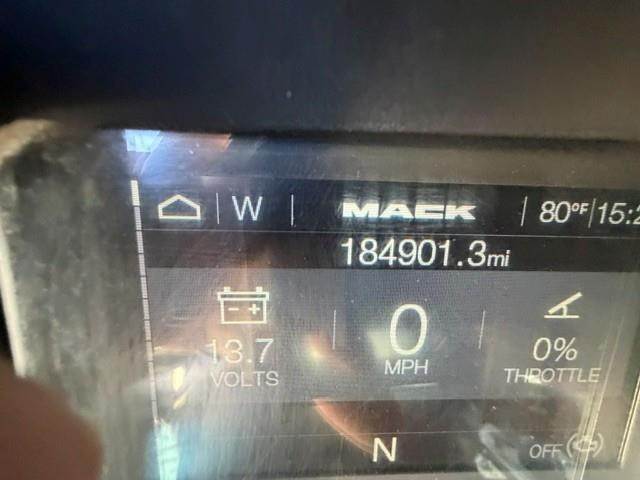 W MACK 80°F 15:2
184901.3mi
13.7 0 0%
VOLTS MPH THROTTLE
N OFF